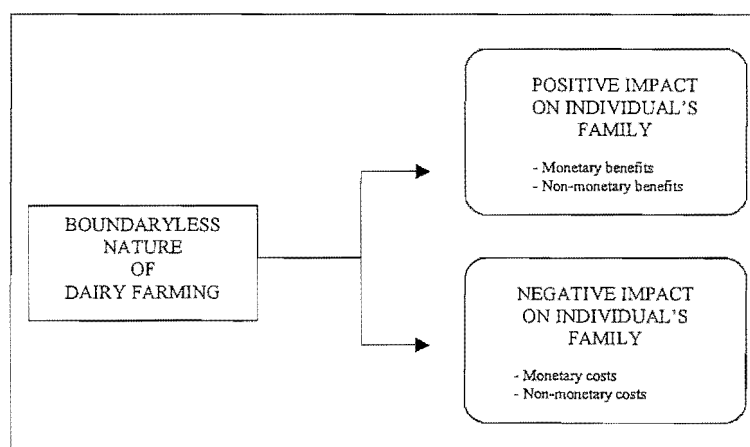 BOUNDARYLESS
NATURE
OF
DAIRY FARMING
POSITIVE IMPACT
ON INDIVIDUAL'S
FAMILY
- Monetary benefits
- Non-monetary benefits
NEGATIVE IMPACT
ON INDIVIDUAL'S
FAMILY
- Monetary costs
- Non-monetary costs